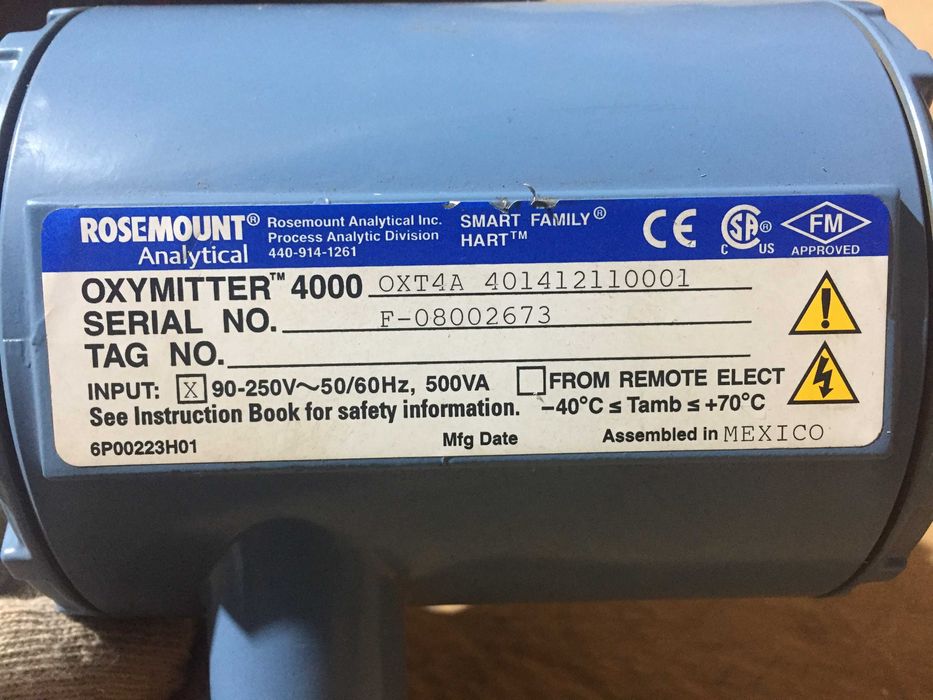 ROSEMOUNT® Analytical
Rosemount Analytical Inc.
Process Analytic Division
440-914-1261
SMART FAMILY®
HART™
CE
SA®
C US
FM
APPROVED
OXYMITTER™ 4000 OXT4A 401412110001
SERIAL NO. F-08002673
TAG NO.
INPUT: X 90-250V~50/60Hz, 500VA FROM REMOTE ELECT
See Instruction Book for safety information. -40°C ≤ Tamb ≤ +70°C
6P00223H01 Mfg Date Assembled in MEXICO